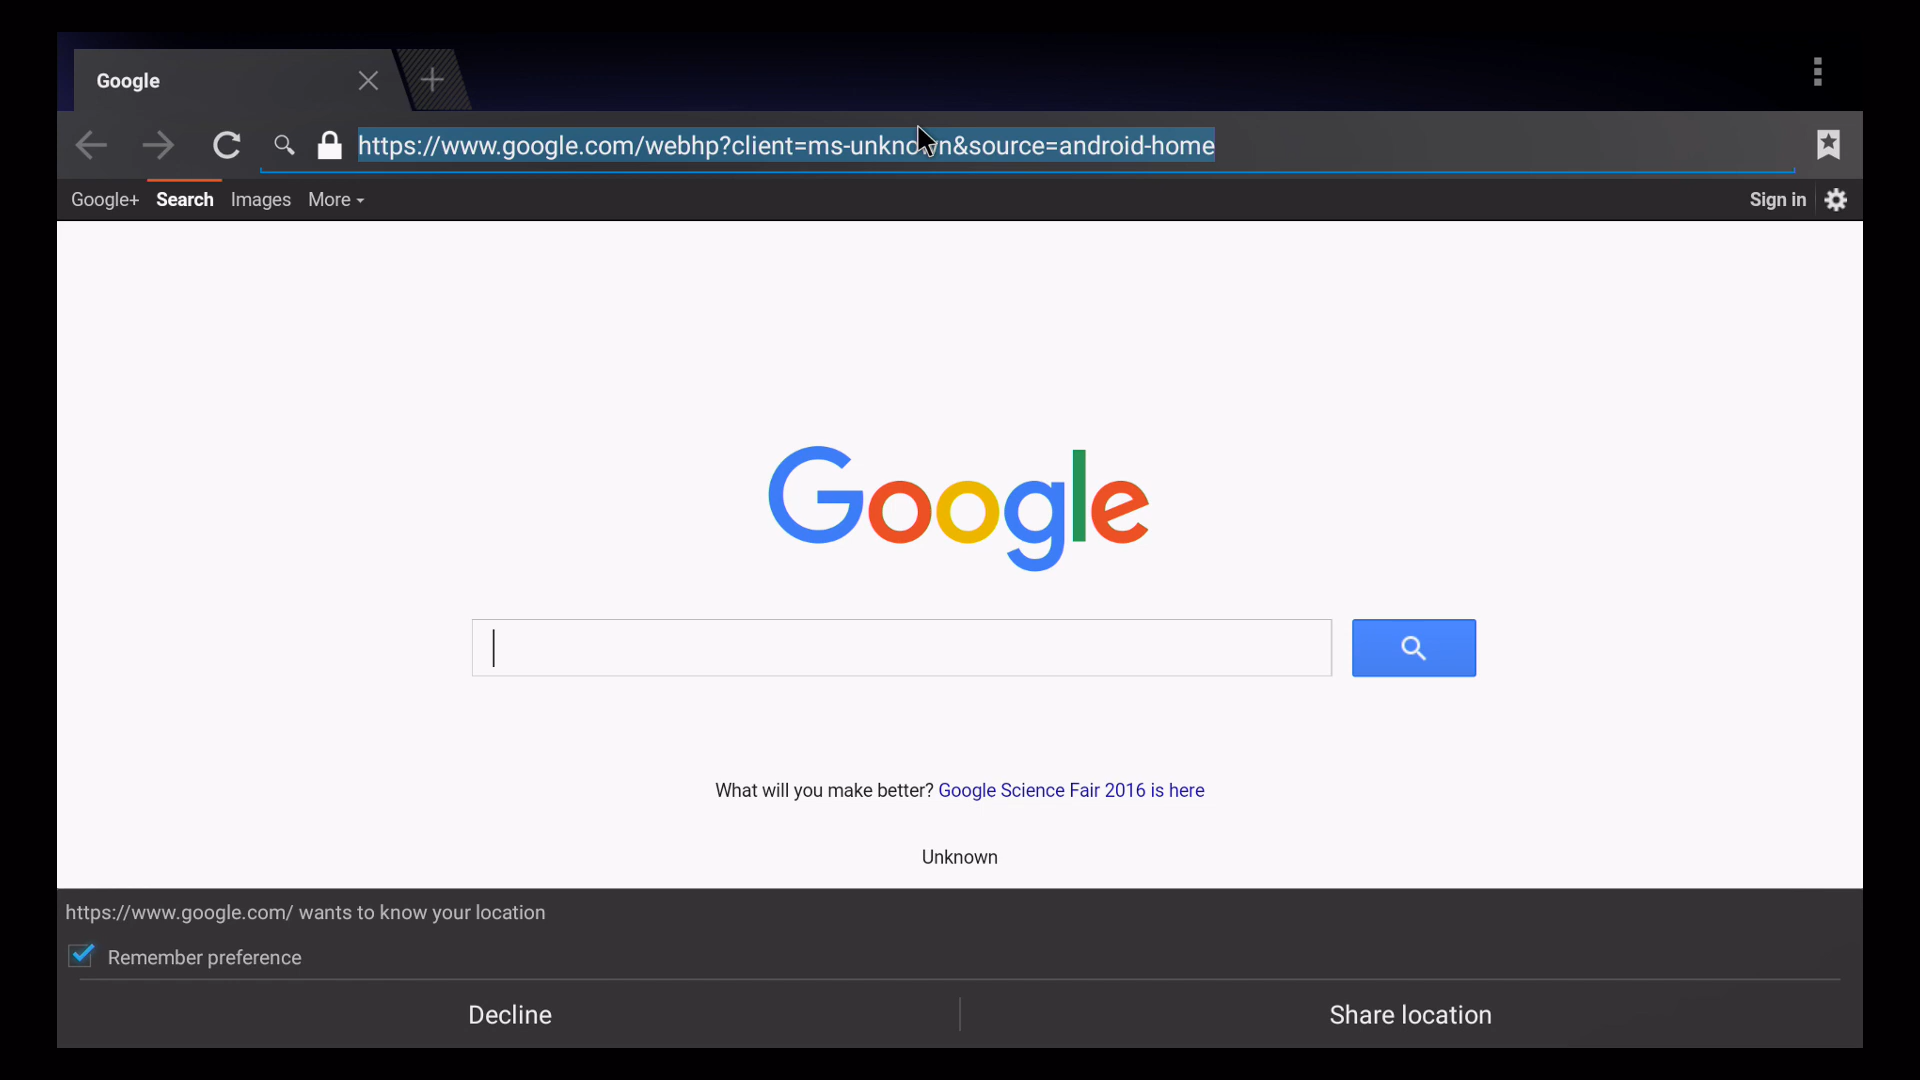 Google
https://www.google.com/webhp?client=ms-unknown&source=android-home
Google+ Search Images More Sign in
Google
What will you make better? Google Science Fair 2016 is here
Unknown
https://www.google.com/ wants to know your location
Remember preference
Decline Share location